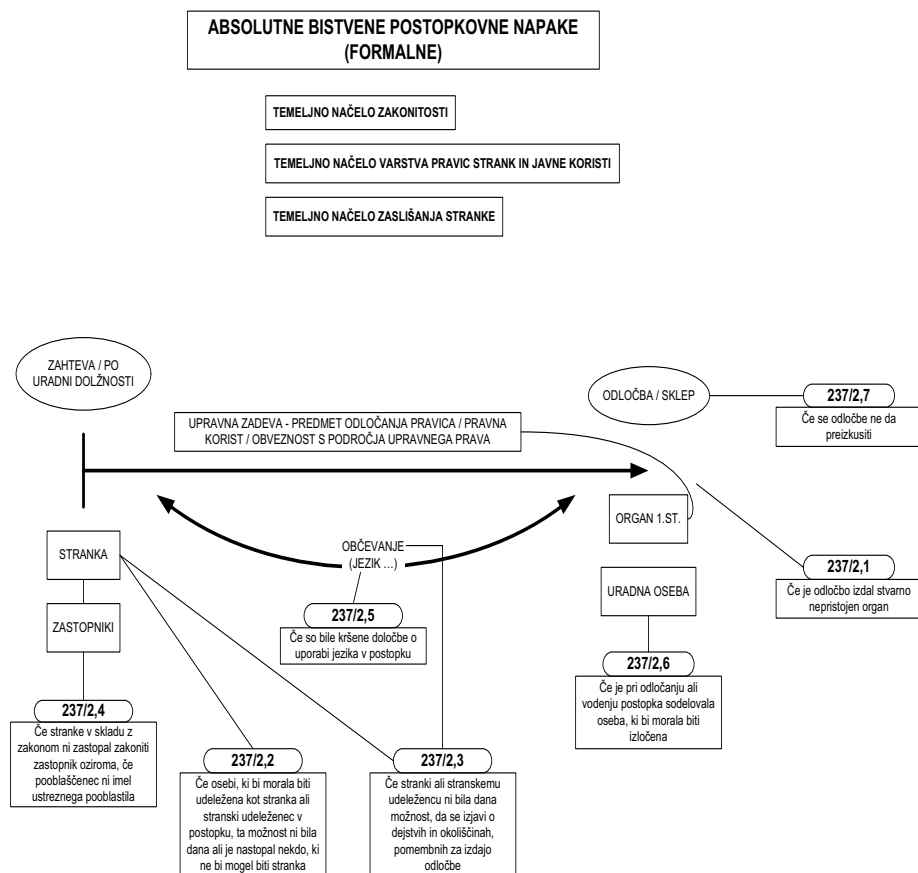 ABSOLUTNE BISTVENE POSTOPKOVNE NAPAKE
(FORMALNE)
TEMELJNO NAČELO ZAKONITOSTI
TEMELJNO NAČELO VARSTVA PRAVIC STRANK IN JAVNE KORISTI
TEMELJNO NAČELO ZASLIŠANJA STRANKE
ZAHTEVA / PO
URADNI DOLŽNOSTI
ODLOČBA / SKLEP
237/2,7
Če se odločbe ne da
preizkusiti
UPRAVNA ZADEVA - PREDMET ODLOČANJA PRAVICA / PRAVNA
KORIST / OBVEZNOST S PODROČJA UPRAVNEGA PRAVA
ORGAN 1.ST.
STRANKA
OBČEVANJE
(JEZIK ...)
237/2,1
Če je odločbo izdal stvarno
nepristojen organ
URADNA OSEBA
ZASTOPNIKI
237/2,5
Če so bile kršene določbe o
uporabi jezika v postopku
237/2,6
Če je pri odločanju ali
vodenju postopka sodelovala
oseba, ki bi morala biti
izločena
237/2,4
Če stranke v skladu z
zakonom ni zastopal zakoniti
zastopnik oziroma, če
pooblaščenec ni imel
ustreznega pooblastila
237/2,2
Če osebi, ki bi morala biti
udeležena kot stranka ali
stranski udeleženec v
postopku, ta možnost ni bila
dana ali je nastopal nekdo, ki
ne bi mogel biti stranka
237/2,3
Če stranki ali stranskemu
udeležencu ni bila dana
možnost, da se izjavi o
dejstvih in okoliščinah,
pomembnih za izdajo
odločbe